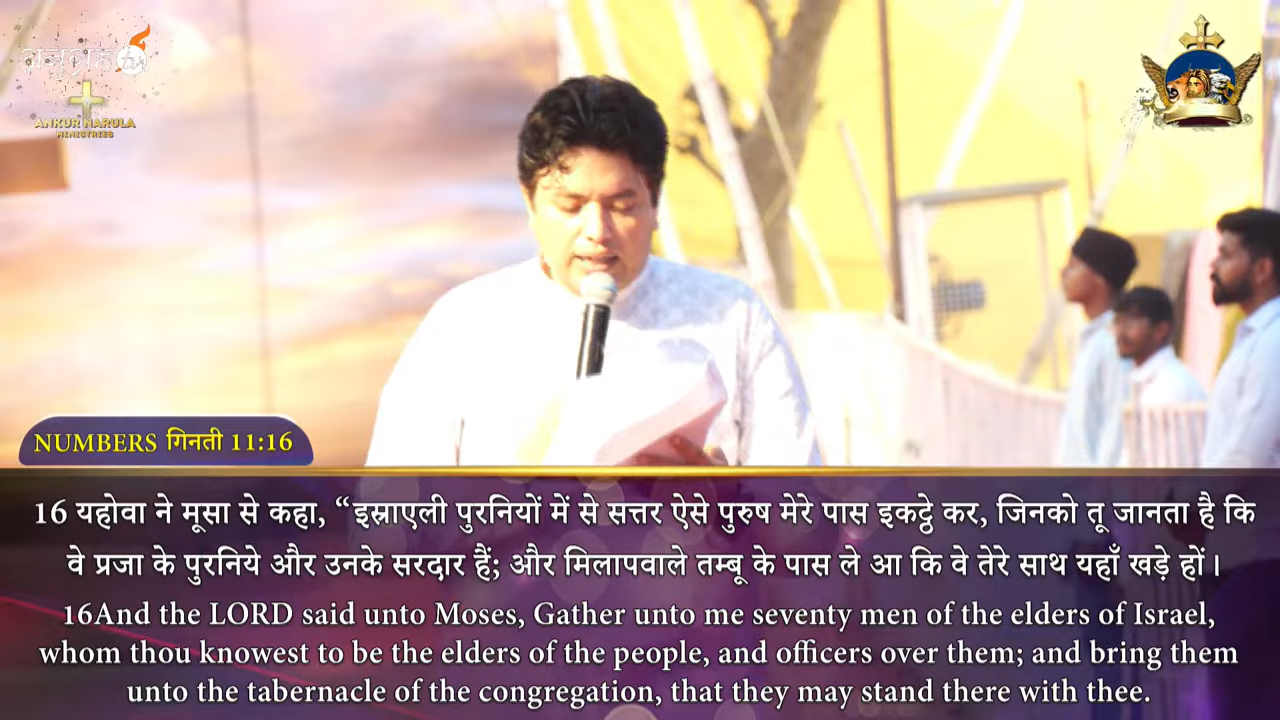 अनुग्रह tv
ANKUR NARULA
MINISTRIES
NUMBERS गिनती 11:16
16 यहोवा ने मूसा से कहा, “इस्राएली पुरनियों में से सत्तर ऐसे पुरुष मेरे पास इकट्ठे कर, जिनको तू जानता है कि
वे प्रजा के पुरनिये और उनके सरदार हैं; और मिलापवाले तम्बू के पास ले आ कि वे तेरे साथ यहाँ खड़े हों।
16And the LORD said unto Moses, Gather unto me seventy men of the elders of Israel,
whom thou knowest to be the elders of the people, and officers over them; and bring them
unto the tabernacle of the congregation, that they may stand there with thee.